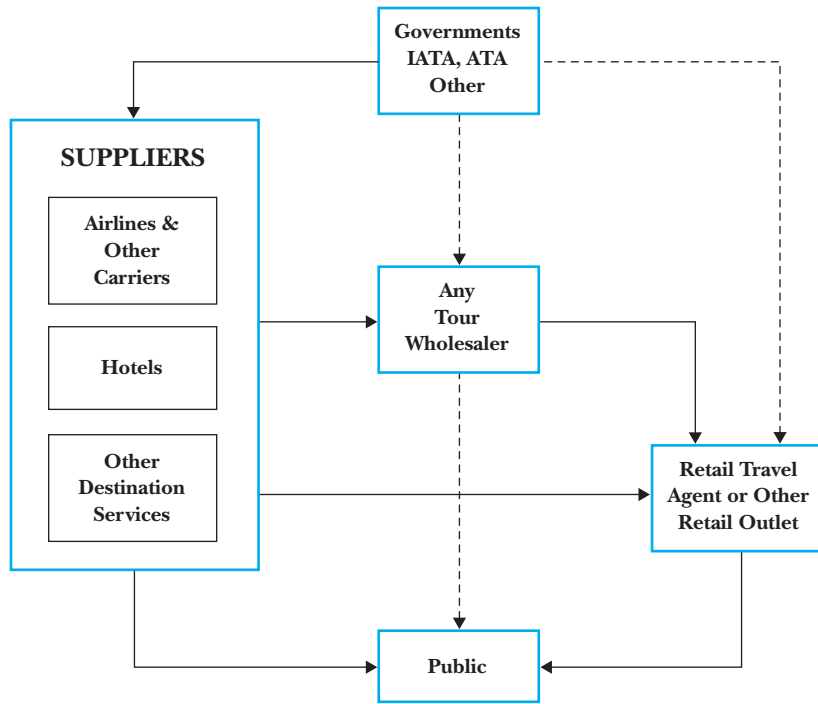 Governments
IATA, ATA
Other
SUPPLIERS
Airlines &
Other
Carriers
Any
Tour
Wholesaler
Hotels
Other
Destination
Services
Retail Travel
Agent or Other
Retail Outlet
Public